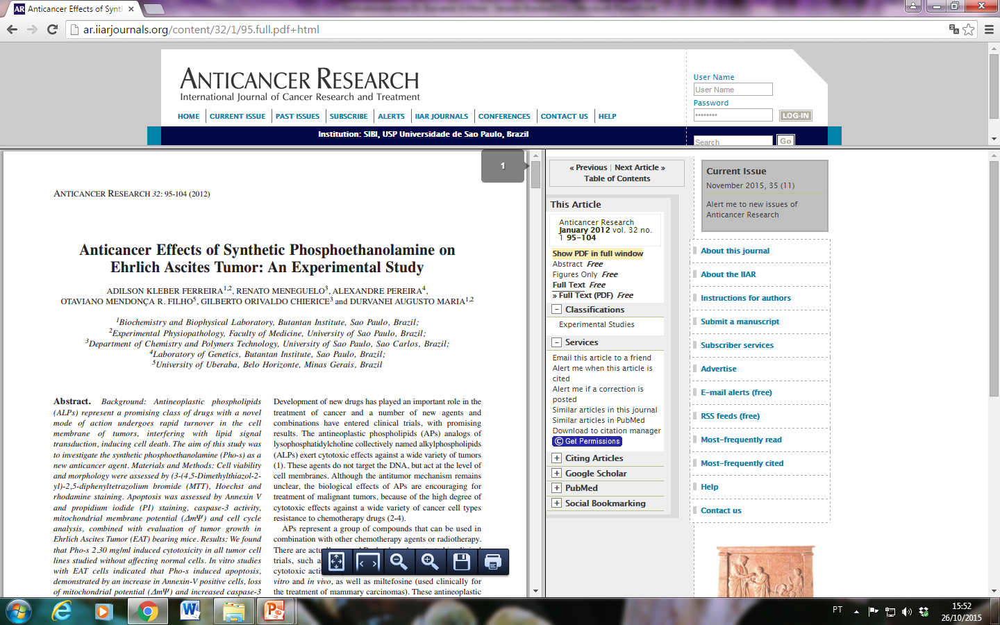 Anticancer Effects of Synt
ar.iiarjournals.org/content/32/1/95.full.pdf+html
ANTICANCER RESEARCH
International Journal of Cancer Research and Treatment
HOME
CURRENT ISSUE
PAST ISSUES
SUBSCRIBE
ALERTS
IIAR JOURNALS
CONFERENCES
CONTACT US
HELP
User Name
User Name
Password
••••••••
LOG-IN
Institution: SIBI, USP Universidade de Sao Paulo, Brazil
Search
Go
1
ANTICANCER RESEARCH 32: 95-104 (2012)
Anticancer Effects of Synthetic Phosphoethanolamine on
Ehrlich Ascites Tumor: An Experimental Study
ADILSON KLEBER FERREIRA1,2, RENATO MENEGUELO3, ALEXANDRE PEREIRA4,
OTAVIANO MENDONÇA R. FILHO5, GILBERTO ORIVALDO CHIERICE3 and DURVANEI AUGUSTO MARIA1,2
1Biochemistry and Biophysical Laboratory, Butantan Institute, Sao Paulo, Brazil;
2Experimental Physiopathology, Faculty of Medicine, University of Sao Paulo, Brazil;
3Department of Chemistry and Polymers Technology, University of Sao Paulo, Sao Carlos, Brazil;
4Laboratory of Genetics, Butantan Institute, Sao Paulo, Brazil;
5University of Uberaba, Belo Horizonte, Minas Gerais, Brazil
Abstract. Background: Antineoplastic phospholipids
(ALPs) represent a promising class of drugs with a novel
mode of action undergoes rapid turnover in the cell
membrane of tumors, interfering with lipid signal
transduction, inducing cell death. The aim of this study was
to investigate the synthetic phosphoethanolamine (Pho-s) as a
new anticancer agent. Materials and Methods: Cell viability
and morphology were assessed by (3-(4,5-Dimethylthiazol-2-
yl)-2,5-diphenyltetrazolium bromide (MTT), Hoechst and
rhodamine staining. Apoptosis was assessed by Annexin V
and propidium iodide (PI) staining, caspase-3 activity,
mitochondrial membrane potential (ΔmΨ) and cell cycle
analysis, combined with evaluation of tumor growth in
Ehrlich Ascites Tumor (EAT) bearing mice. Results: We found
that Pho-s 2.30 mg/ml induced cytotoxicity in all tumor cell
lines studied without affecting normal cells. In vitro studies
with EAT cells indicated that Pho-s induced apoptosis,
demonstrated by an increase in Annexin-V positive cells, loss
of mitochondrial potential (ΔmΨ) and increased caspase-3
Development of new drugs has played an important role in the
treatment of cancer and a number of new agents and
combinations have entered clinical trials, with promising
results. The antineoplastic phospholipids (APs) analogs of
lysophosphatidylcholine collectively named alkylphospholipids
(ALPs) exert cytotoxic effects against a wide variety of tumors
(1). These agents do not target the DNA, but act at the level of
cell membranes. Although the antitumor mechanism remains
unclear, the biological effects of APs are encouraging for
treatment of malignant tumors, because of the high degree of
cytotoxic effects against a wide variety of cancer cell types
resistance to chemotherapy drugs (2-4).
APs represent a group of compounds that can be used in
combination with other chemotherapy agents or radiotherapy.
There are
trials, such
cytotoxic
vitro and in vivo, as well as miltefosine (used clinically for
the treatment of mammary carcinomas). These antineoplastic
« Previous | Next Article »
Table of Contents
This Article
Anticancer Research
January 2012 vol. 32 no.
1 95-104
Show PDF in full window
Abstract Free
Figures Only Free
Full Text Free
» Full Text (PDF) Free
Classifications
Experimental Studies
Services
Email this article to a friend
Alert me when this article is
cited
Alert me if a correction is
posted
Similar articles in this journal
Similar articles in PubMed
Download to citation manager
© Get Permissions
Citing Articles
Google Scholar
PubMed
Social Bookmarking
Current Issue
November 2015, 35 (11)
Alert me to new issues of
Anticancer Research
About this journal
About the IIAR
Instructions for authors
Submit a manuscript
Subscriber services
Advertise
E-mail alerts (free)
RSS feeds (free)
Most-frequently read
Most-frequently cited
Help
Contact us
PT
15:52
26/10/2015